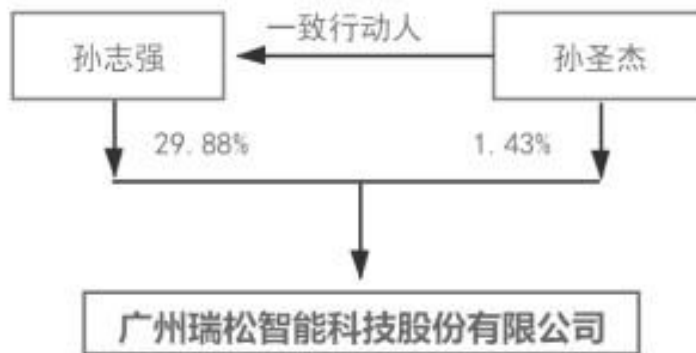 一致行动人
孙志强
孙圣杰
29.88%
1.43%
广州瑞松智能科技股份有限公司